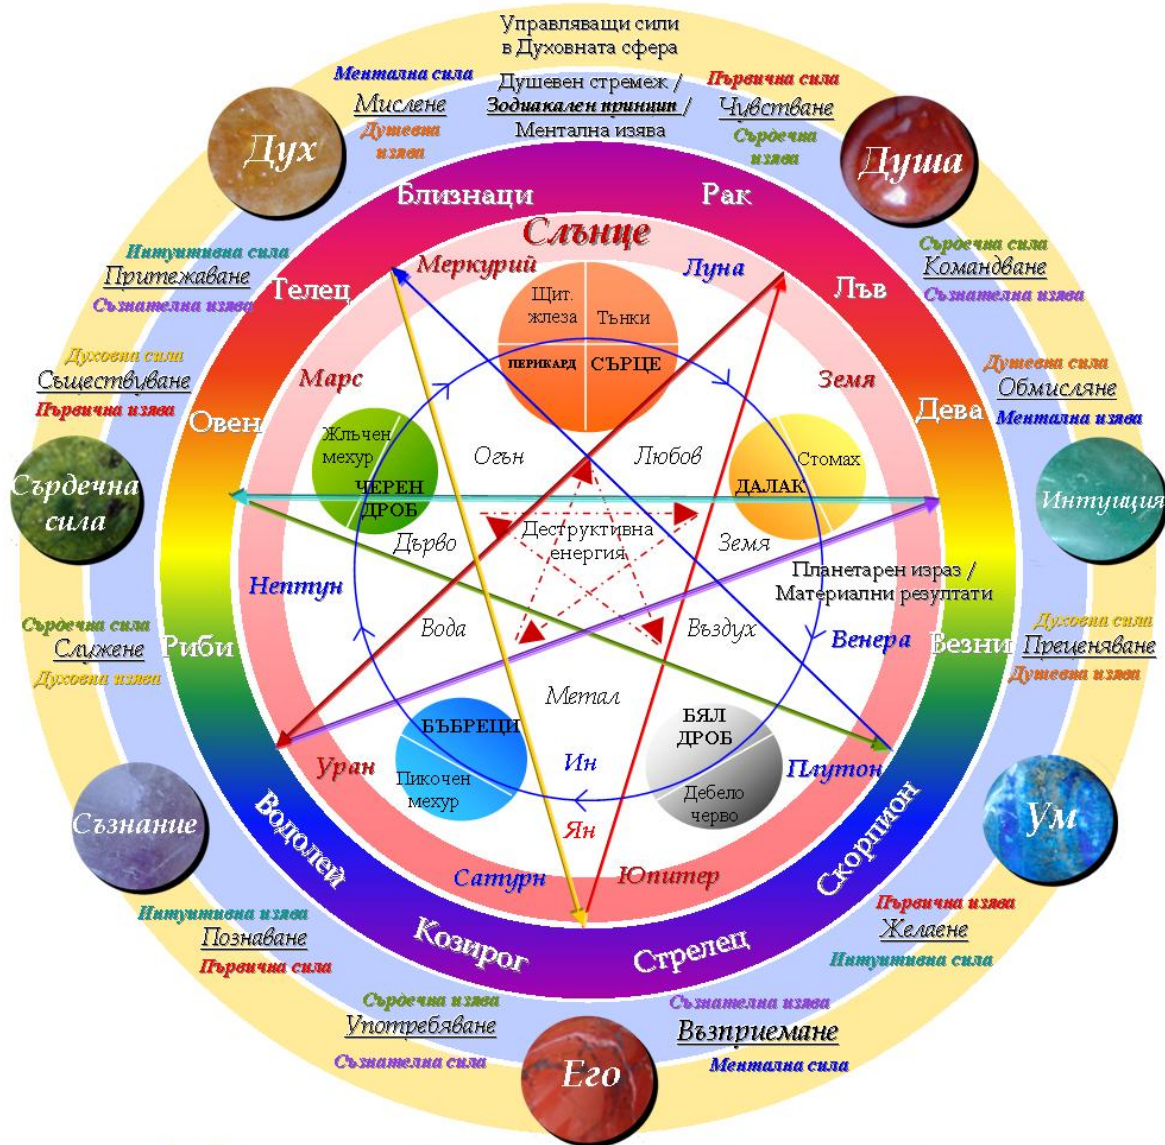 Управляващи сили
в Духовната сфера
Душевен стремеж /
Зодиакален принцип /
Ментална изява
Ментална сила
Мислене
Душевна
изява
Първична сила
Чувстване
Сърдечна
изява
Дух
Душа
Близнаци
Рак
Слънце
Меркурий
Луна
Интуитивна сила
Притежаване
Съзнателна изява
Сърдечна сила
Командване
Съзнателна изява
Телец
Лъв
Щит.
жлеза
Тънки
ПЕРИКАРД
СЪРЦЕ
Духовна сила
Съществуване
Първична изява
Марс
Земя
Душевна сила
Обмисляне
Ментална изява
Овен
Дева
Жлъчен
мехур
ЧЕРЕН
ДРОБ
Огън
Любов
Стомах
ДАЛАК
Сърдечна
сила
Интуиция
Деструктивна
енергия
Дърво
Земя
Нептун
Планетарен израз /
Материални резултати
Сърдечна сила
Служене
Духовна изява
Риби
Вода
Въздух
Венера
Везни
Духовна сила
Преценяване
Душевна изява
Метал
БЪБРЕЦИ
Пикочен
мехур
БЯЛ
ДРОБ
Дебело
черво
Уран
Ин
Ян
Плутон
Съзнание
Ум
Водолей
Скорпион
Сатурн
Юпитер
Интуитивна изява
Познаване
Първична сила
Първична изява
Желаене
Интуитивна сила
Козирог
Стрелец
Сърдечна изява
Употребяване
Съзнателна сила
Съзнателна изява
Възприемане
Ментална сила
Его